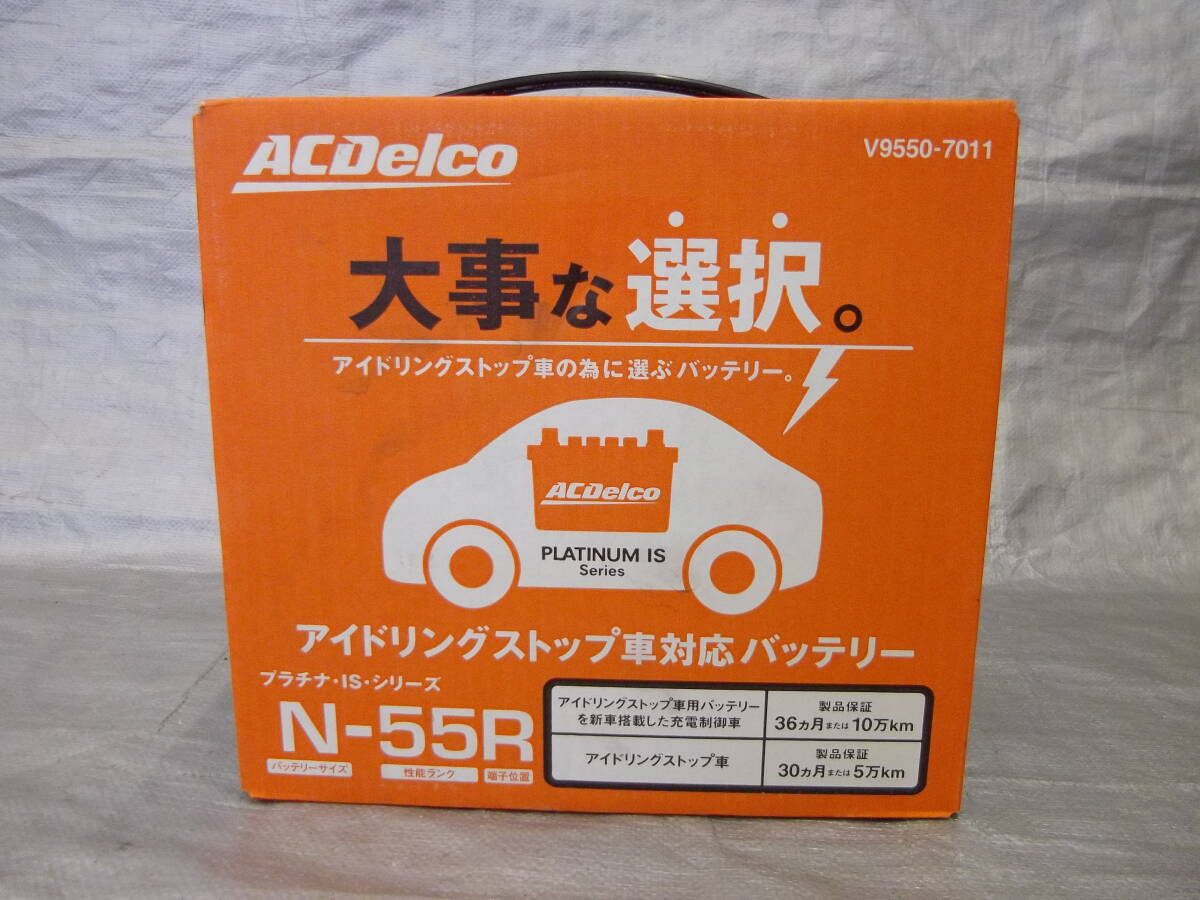 ACDelco
V9550-7011
大事な選択。
アイドリングストップ車の為に選ぶバッテリー。
ACDelco
PLATINUM IS
Series
アイドリングストップ車対応バッテリー
プラチナ・IS・シリーズ
N-55R
バッテリーサイズ 性能ランク 端子位置
アイドリングストップ車用バッテリー
を新車搭載した充電制御車
製品保証
36ヵ月または10万km
アイドリングストップ車
製品保証
30ヵ月または5万km